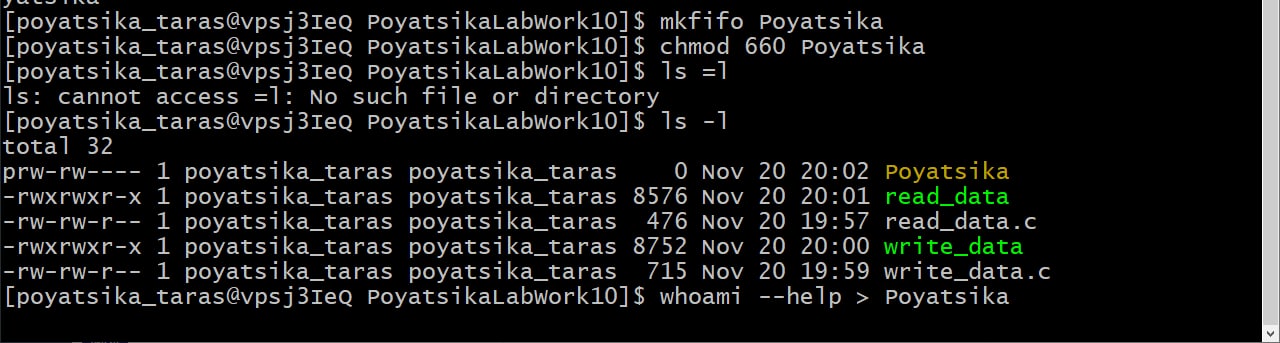 yatsika
[poyatsika_taras@vpsj3IeQ PoyatsikaLabWork10]$ mkfifo Poyatsika
[poyatsika_taras@vpsj3IeQ PoyatsikaLabWork10]$ chmod 660 Poyatsika
[poyatsika_taras@vpsj3IeQ PoyatsikaLabWork10]$ ls =l
ls: cannot access =l: No such file or directory
[poyatsika_taras@vpsj3IeQ PoyatsikaLabWork10]$ ls -l
total 32
prw-rw---- 1 poyatsika_taras poyatsika_taras    0 Nov 20 20:02 Poyatsika
-rwxrwxr-x 1 poyatsika_taras poyatsika_taras 8576 Nov 20 20:01 read_data
-rw-rw-r-- 1 poyatsika_taras poyatsika_taras  476 Nov 20 19:57 read_data.c
-rwxrwxr-x 1 poyatsika_taras poyatsika_taras 8752 Nov 20 20:00 write_data
-rw-rw-r-- 1 poyatsika_taras poyatsika_taras  715 Nov 20 19:59 write_data.c
[poyatsika_taras@vpsj3IeQ PoyatsikaLabWork10]$ whoami --help > Poyatsika